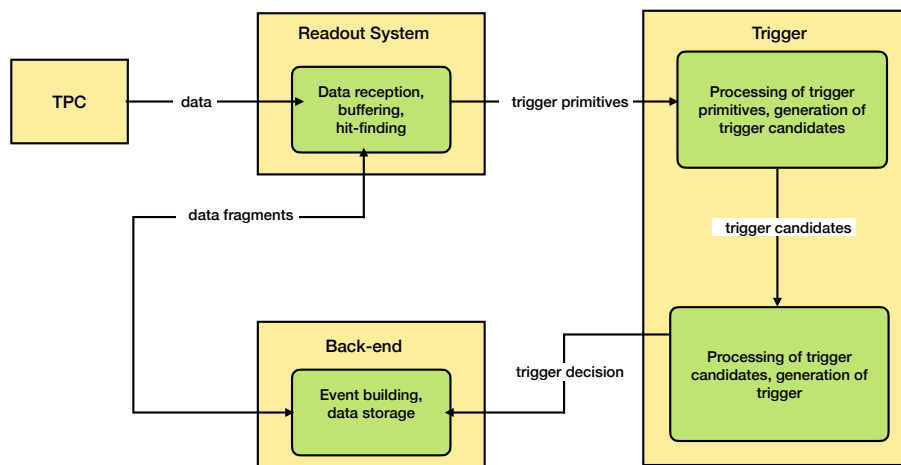 Readout System
Trigger
TPC
data
Data reception,
buffering,
hit-finding
trigger primitives
Processing of trigger
primitives, generation of
trigger candidates
data fragments
trigger candidates
Back-end
Event building,
data storage
trigger decision
Processing of trigger
candidates, generation of
trigger